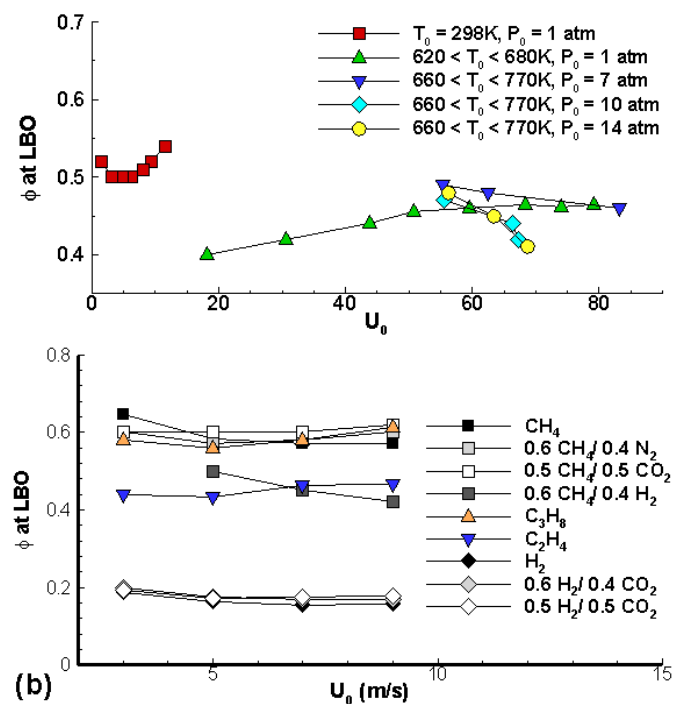 0.7
0.6
0.5
0.4
ϕ at LBO
T₀ = 298K, P₀ = 1 atm
620 < T₀ < 680K, P₀ = 1 atm
660 < T₀ < 770K, P₀ = 7 atm
660 < T₀ < 770K, P₀ = 10 atm
660 < T₀ < 770K, P₀ = 14 atm
0 20 40 60 80
U₀
0.8
0.6
0.4
0.2
0
ϕ at LBO
CH₄
0.6 CH₄/ 0.4 N₂
0.5 CH₄/ 0.5 CO₂
0.6 CH₄/ 0.4 H₂
C₃H₈
C₂H₄
H₂
0.6 H₂/ 0.4 CO₂
0.5 H₂/ 0.5 CO₂
5 10 15
(b) U₀ (m/s)